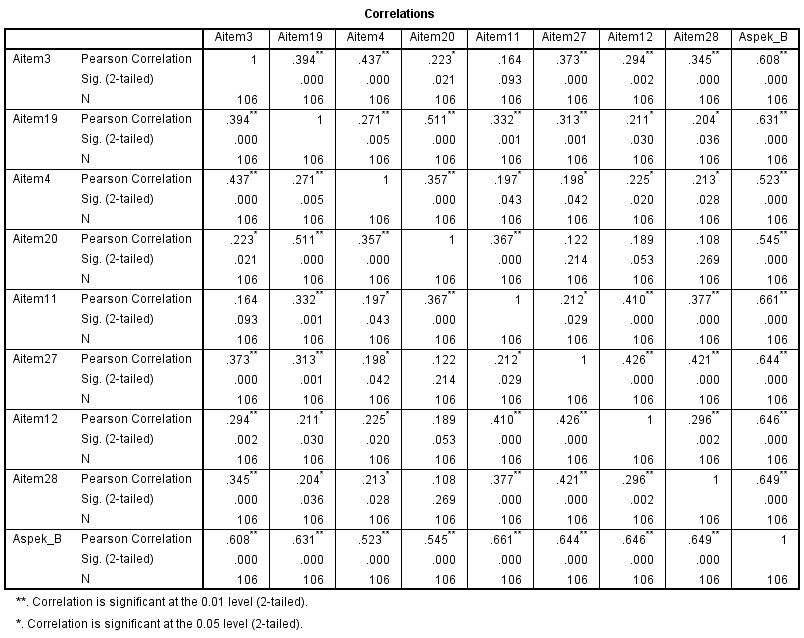 Correlations
Aitem3 Aitem19 Aitem4 Aitem20 Aitem11 Aitem27 Aitem12 Aitem28 Aspek_B
Aitem3 Pearson Correlation 1 .394** .437** .223* .164 .373** .294** .345** .608**
Sig. (2-tailed) .000 .000 .021 .093 .000 .002 .000 .000
N 106 106 106 106 106 106 106 106 106
Aitem19 Pearson Correlation .394** 1 .271** .511** .332** .313** .211* .204* .631**
Sig. (2-tailed) .000 .005 .000 .001 .001 .030 .036 .000
N 106 106 106 106 106 106 106 106 106
Aitem4 Pearson Correlation .437** .271** 1 .357** .197* .198* .225* .213* .523**
Sig. (2-tailed) .000 .005 .000 .043 .042 .020 .028 .000
N 106 106 106 106 106 106 106 106 106
Aitem20 Pearson Correlation .223* .511** .357** 1 .367** .122 .189 .108 .545**
Sig. (2-tailed) .021 .000 .000 .000 .214 .053 .269 .000
N 106 106 106 106 106 106 106 106 106
Aitem11 Pearson Correlation .164 .332** .197* .367** 1 .212* .410** .377** .661**
Sig. (2-tailed) .093 .001 .043 .000 .029 .000 .000 .000
N 106 106 106 106 106 106 106 106 106
Aitem27 Pearson Correlation .373** .313** .198* .122 .212* 1 .426** .421** .644**
Sig. (2-tailed) .000 .001 .042 .214 .029 .000 .000 .000
N 106 106 106 106 106 106 106 106 106
Aitem12 Pearson Correlation .294** .211* .225* .189 .410** .426** 1 .296** .646**
Sig. (2-tailed) .002 .030 .020 .053 .000 .000 .002 .000
N 106 106 106 106 106 106 106 106 106
Aitem28 Pearson Correlation .345** .204* .213* .108 .377** .421** .296** 1 .649**
Sig. (2-tailed) .000 .036 .028 .269 .000 .000 .002 .000
N 106 106 106 106 106 106 106 106 106
Aspek_B Pearson Correlation .608** .631** .523** .545** .661** .644** .646** .649** 1
Sig. (2-tailed) .000 .000 .000 .000 .000 .000 .000 .000
N 106 106 106 106 106 106 106 106 106
**. Correlation is significant at the 0.01 level (2-tailed).
*. Correlation is significant at the 0.05 level (2-tailed).